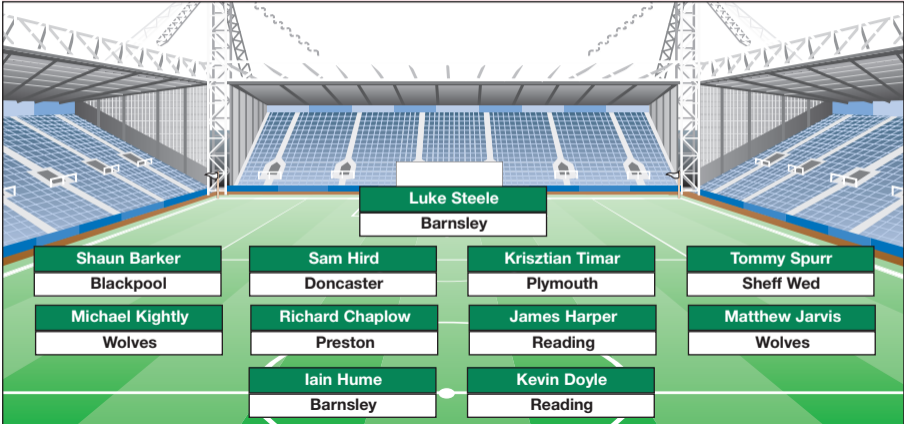 Luke Steele
Barnsley
Shaun Barker
Blackpool
Sam Hird
Doncaster
Krisztian Timar
Plymouth
Tommy Spurr
Sheff Wed
Michael Kightly
Wolves
Richard Chaplow
Preston
James Harper
Reading
Matthew Jarvis
Wolves
Iain Hume
Barnsley
Kevin Doyle
Reading